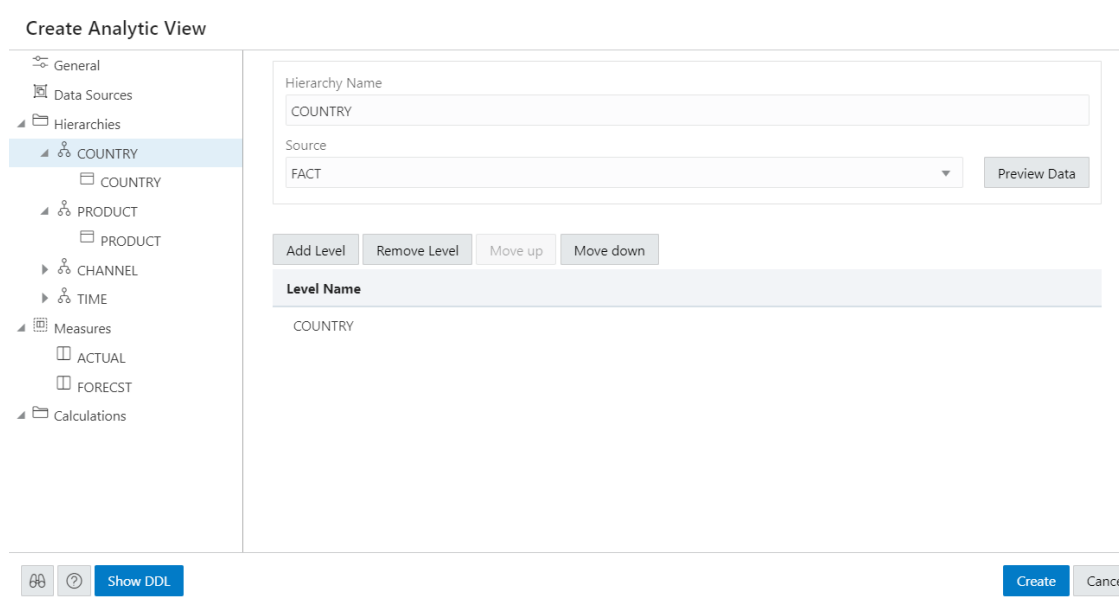 Create Analytic View
General
Data Sources
Hierarchies
COUNTRY
COUNTRY
PRODUCT
PRODUCT
CHANNEL
TIME
Measures
ACTUAL
FORECST
Calculations
Hierarchy Name
COUNTRY
Source
FACT
Preview Data
Add Level Remove Level Move up Move down
Level Name
COUNTRY
Show DDL
Create Cance